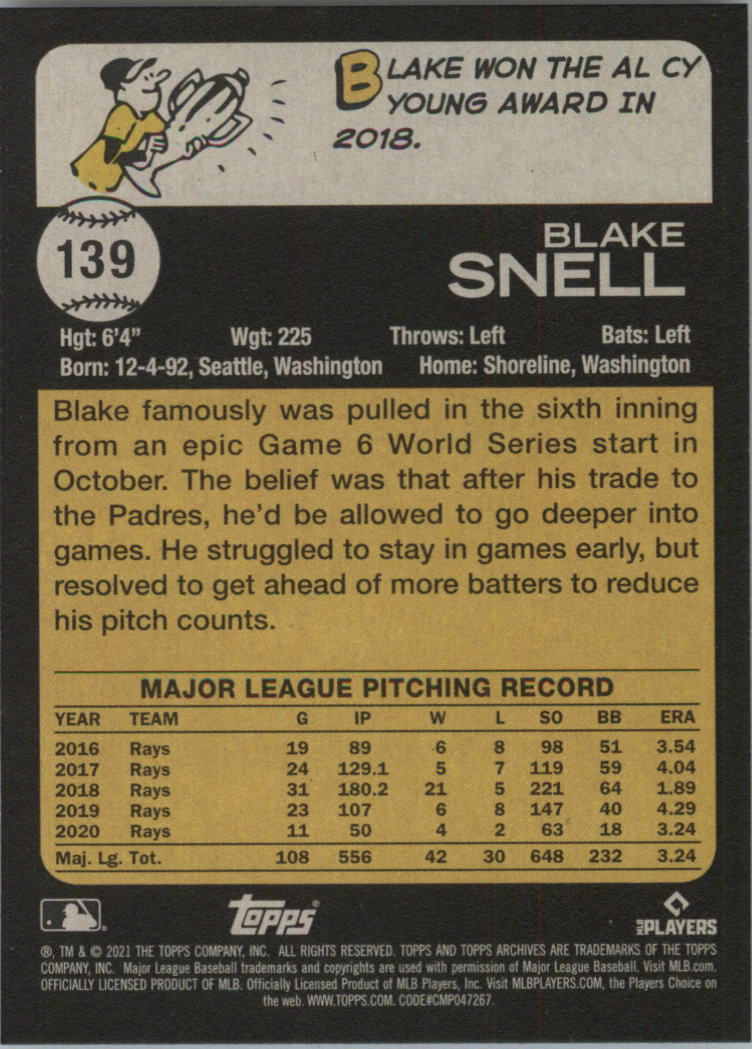 BLAKE WON THE AL CY
YOUNG AWARD IN
2018.
139
BLAKE
SNELL
Hgt: 6'4" Wgt: 225 Throws: Left Bats: Left
Born: 12-4-92, Seattle, Washington Home: Shoreline, Washington
Blake famously was pulled in the sixth inning
from an epic Game 6 World Series start in
October. The belief was that after his trade to
the Padres, he'd be allowed to go deeper into
games. He struggled to stay in games early, but
resolved to get ahead of more batters to reduce
his pitch counts.
MAJOR LEAGUE PITCHING RECORD
YEAR TEAM G IP W L SO BB ERA
2016 Rays 19 89 6 8 98 51 3.54
2017 Rays 24 129.1 5 7 119 59 4.04
2018 Rays 31 180.2 21 5 221 64 1.89
2019 Rays 23 107 6 8 147 40 4.29
2020 Rays 11 50 4 2 63 18 3.24
Maj. Lg. Tot. 108 556 42 30 648 232 3.24
Topps® MLB PLAYERS
®, TM & © 2021 THE TOPPS COMPANY, INC. ALL RIGHTS RESERVED. TOPPS AND TOPPS ARCHIVES ARE TRADEMARKS OF THE TOPPS
COMPANY, INC. Major League Baseball trademarks and copyrights are used with permission of Major League Baseball. Visit MLB.com.
OFFICIALLY LICENSED PRODUCT OF MLB. Officially Licensed Product of MLB Players, Inc. Visit MLBPLAYERS.COM, the Players Choice on
the web. WWW.TOPPS.COM. CODE#CMP047267.